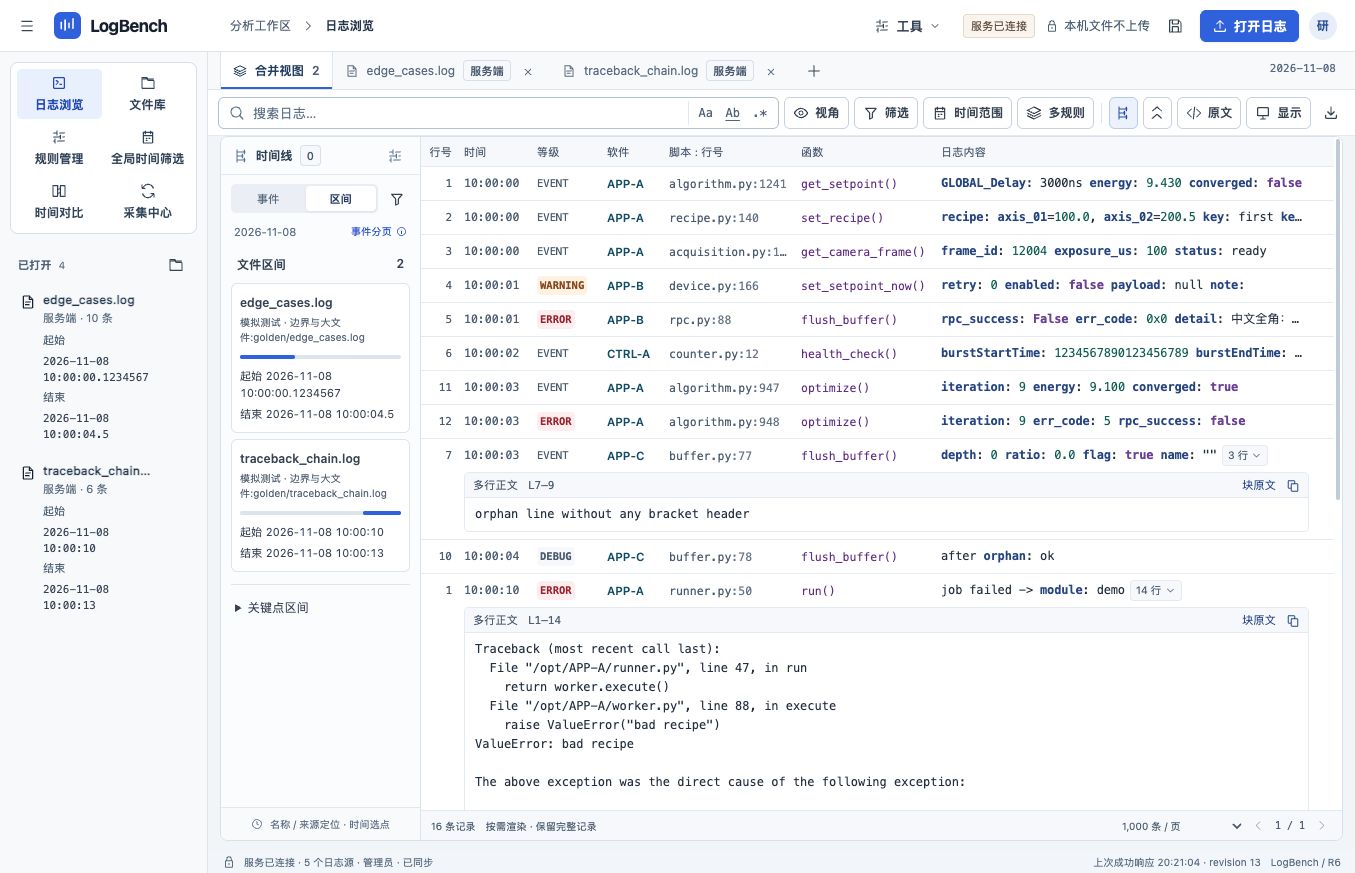 LogBench
分析工作区 > 日志浏览
工具
服务已连接
本机文件不上传
打开日志
研
日志浏览
文件库
规则管理
全局时间筛选
时间对比
采集中心
已打开 4
edge_cases.log
服务端 · 10 条
起始
2026-11-08
10:00:00.1234567
结束
2026-11-08
10:00:04.5
traceback_chain...
服务端 · 6 条
起始
2026-11-08
10:00:10
结束
2026-11-08
10:00:13
合并视图 2
edge_cases.log 服务端 ×
traceback_chain.log 服务端 ×
+
2026-11-08
搜索日志...
Aa Ab .*
视角
筛选
时间范围
多规则
原文
显示
时间线 0
事件 区间
2026-11-08 事件分页
文件区间 2
edge_cases.log
模拟测试 · 边界与大文
件:golden/edge_cases.log
起始 2026-11-08
10:00:00.1234567
结束 2026-11-08 10:00:04.5
traceback_chain.log
模拟测试 · 边界与大文
件:golden/traceback_chain.log
起始 2026-11-08 10:00:10
结束 2026-11-08 10:00:13
关键点区间
名称 / 来源定位 · 时间选点
行号 时间 等级 软件 脚本 : 行号 函数 日志内容
1 10:00:00 EVENT APP-A algorithm.py:1241 get_setpoint() GLOBAL_Delay: 3000ns energy: 9.430 converged: false
2 10:00:00 EVENT APP-A recipe.py:140 set_recipe() recipe: axis_01=100.0, axis_02=200.5 key: first ke…
3 10:00:00 EVENT APP-A acquisition.py:1… get_camera_frame() frame_id: 12004 exposure_us: 100 status: ready
4 10:00:01 WARNING APP-B device.py:166 set_setpoint_now() retry: 0 enabled: false payload: null note:
5 10:00:01 ERROR APP-B rpc.py:88 flush_buffer() rpc_success: False err_code: 0x0 detail: 中文全角： …
6 10:00:02 EVENT CTRL-A counter.py:12 health_check() burstStartTime: 1234567890123456789 burstEndTime: …
11 10:00:03 EVENT APP-A algorithm.py:947 optimize() iteration: 9 energy: 9.100 converged: true
12 10:00:03 ERROR APP-A algorithm.py:948 optimize() iteration: 9 err_code: 5 rpc_success: false
7 10:00:03 EVENT APP-C buffer.py:77 flush_buffer() depth: 0 ratio: 0.0 flag: true name: "" 3 行
多行正文 L7–9 块原文
orphan line without any bracket header
10 10:00:04 DEBUG APP-C buffer.py:78 flush_buffer() after orphan: ok
1 10:00:10 ERROR APP-A runner.py:50 run() job failed -> module: demo 14 行
多行正文 L1–14 块原文
Traceback (most recent call last):
File "/opt/APP-A/runner.py", line 47, in run
return worker.execute()
File "/opt/APP-A/worker.py", line 88, in execute
raise ValueError("bad recipe")
ValueError: bad recipe
The above exception was the direct cause of the following exception:
16 条记录 按需渲染 · 保留完整记录
1,000 条 / 页
1 / 1
服务已连接 · 5 个日志源 · 管理员 · 已同步
上次成功响应 20:21:04 · revision 13 LogBench / R6